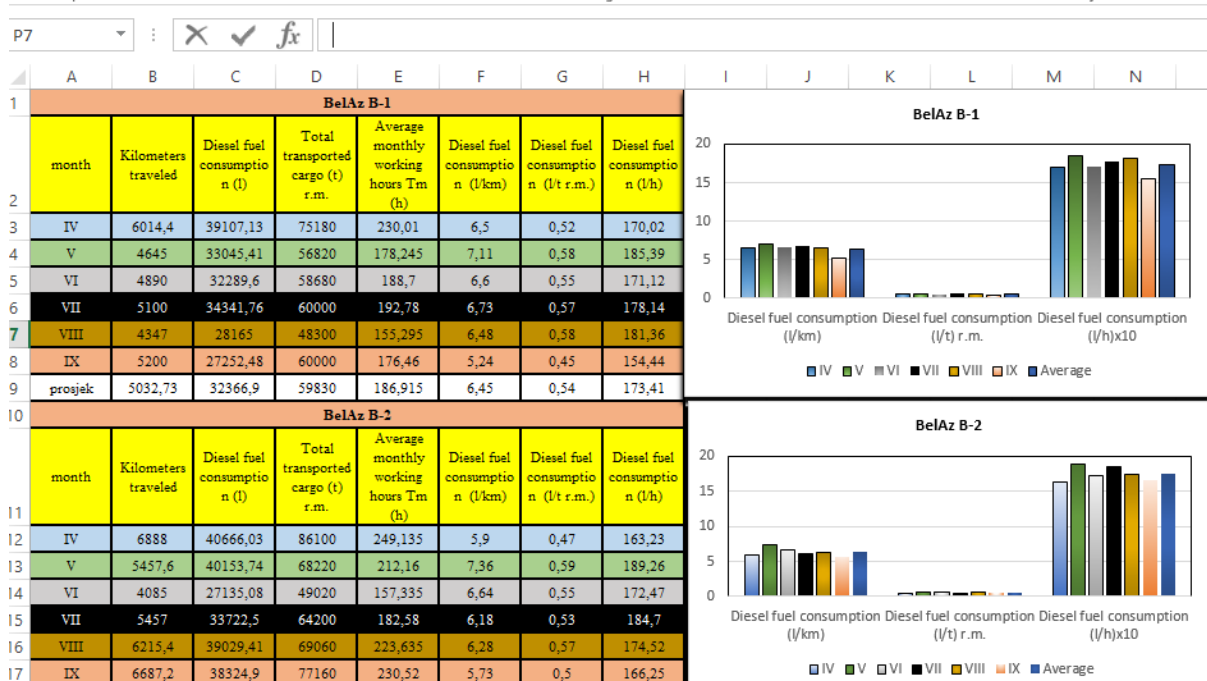 P7 fx
A B C D E F G H I J K L M N
1 BelAz B-1
2 month Kilometers traveled Diesel fuel consumptio n (l) Total transported cargo (t) r.m. Average monthly working hours Tm (h) Diesel fuel consumptio n (l/km) Diesel fuel consumptio n (l/t r.m.) Diesel fuel consumptio n (l/h)
3 IV 6014,4 39107,13 75180 230,01 6,5 0,52 170,02
4 V 4645 33045,41 56820 178,245 7,11 0,58 185,39
5 VI 4890 32289,6 58680 188,7 6,6 0,55 171,12
6 VII 5100 34341,76 60000 192,78 6,73 0,57 178,14
7 VIII 4347 28165 48300 155,295 6,48 0,58 181,36
8 IX 5200 27252,48 60000 176,46 5,24 0,45 154,44
9 prosjek 5032,73 32366,9 59830 186,915 6,45 0,54 173,41
10 BelAz B-2
11 month Kilometers traveled Diesel fuel consumptio n (l) Total transported cargo (t) r.m. Average monthly working hours Tm (h) Diesel fuel consumptio n (l/km) Diesel fuel consumptio n (l/t r.m.) Diesel fuel consumptio n (l/h)
12 IV 6888 40666,03 86100 249,135 5,9 0,47 163,23
13 V 5457,6 40153,74 68220 212,16 7,36 0,59 189,26
14 VI 4085 27135,08 49020 157,335 6,64 0,55 172,47
15 VII 5457 33722,5 64200 182,58 6,18 0,53 184,7
16 VIII 6215,4 39029,41 69060 223,635 6,28 0,57 174,52
17 IX 6687,2 38324,9 77160 230,52 5,73 0,5 166,25
BelAz B-1
20
15
10
5
0
Diesel fuel consumption Diesel fuel consumption Diesel fuel consumption
(l/km) (l/t) r.m. (l/h)x10
IV V VI VII VIII IX Average
BelAz B-2
20
15
10
5
0
Diesel fuel consumption Diesel fuel consumption Diesel fuel consumption
(l/km) (l/t) r.m. (l/h)x10
IV V VI VII VIII IX Average